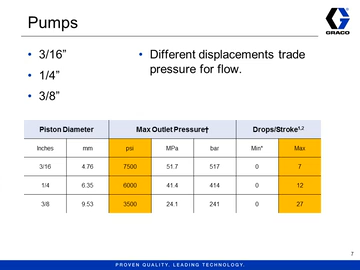 Pumps
GRACO
• 3/16”
• 1/4”
• 3/8”
• Different displacements trade
pressure for flow.
Piston Diameter Max Outlet Pressure† Drops/Stroke1,2
Inches mm psi MPa bar Min* Max
3/16 4.76 7500 51.7 517 0 7
1/4 6.35 6000 41.4 414 0 12
3/8 9.53 3500 24.1 241 0 27
7
PROVEN QUALITY. LEADING TECHNOLOGY.